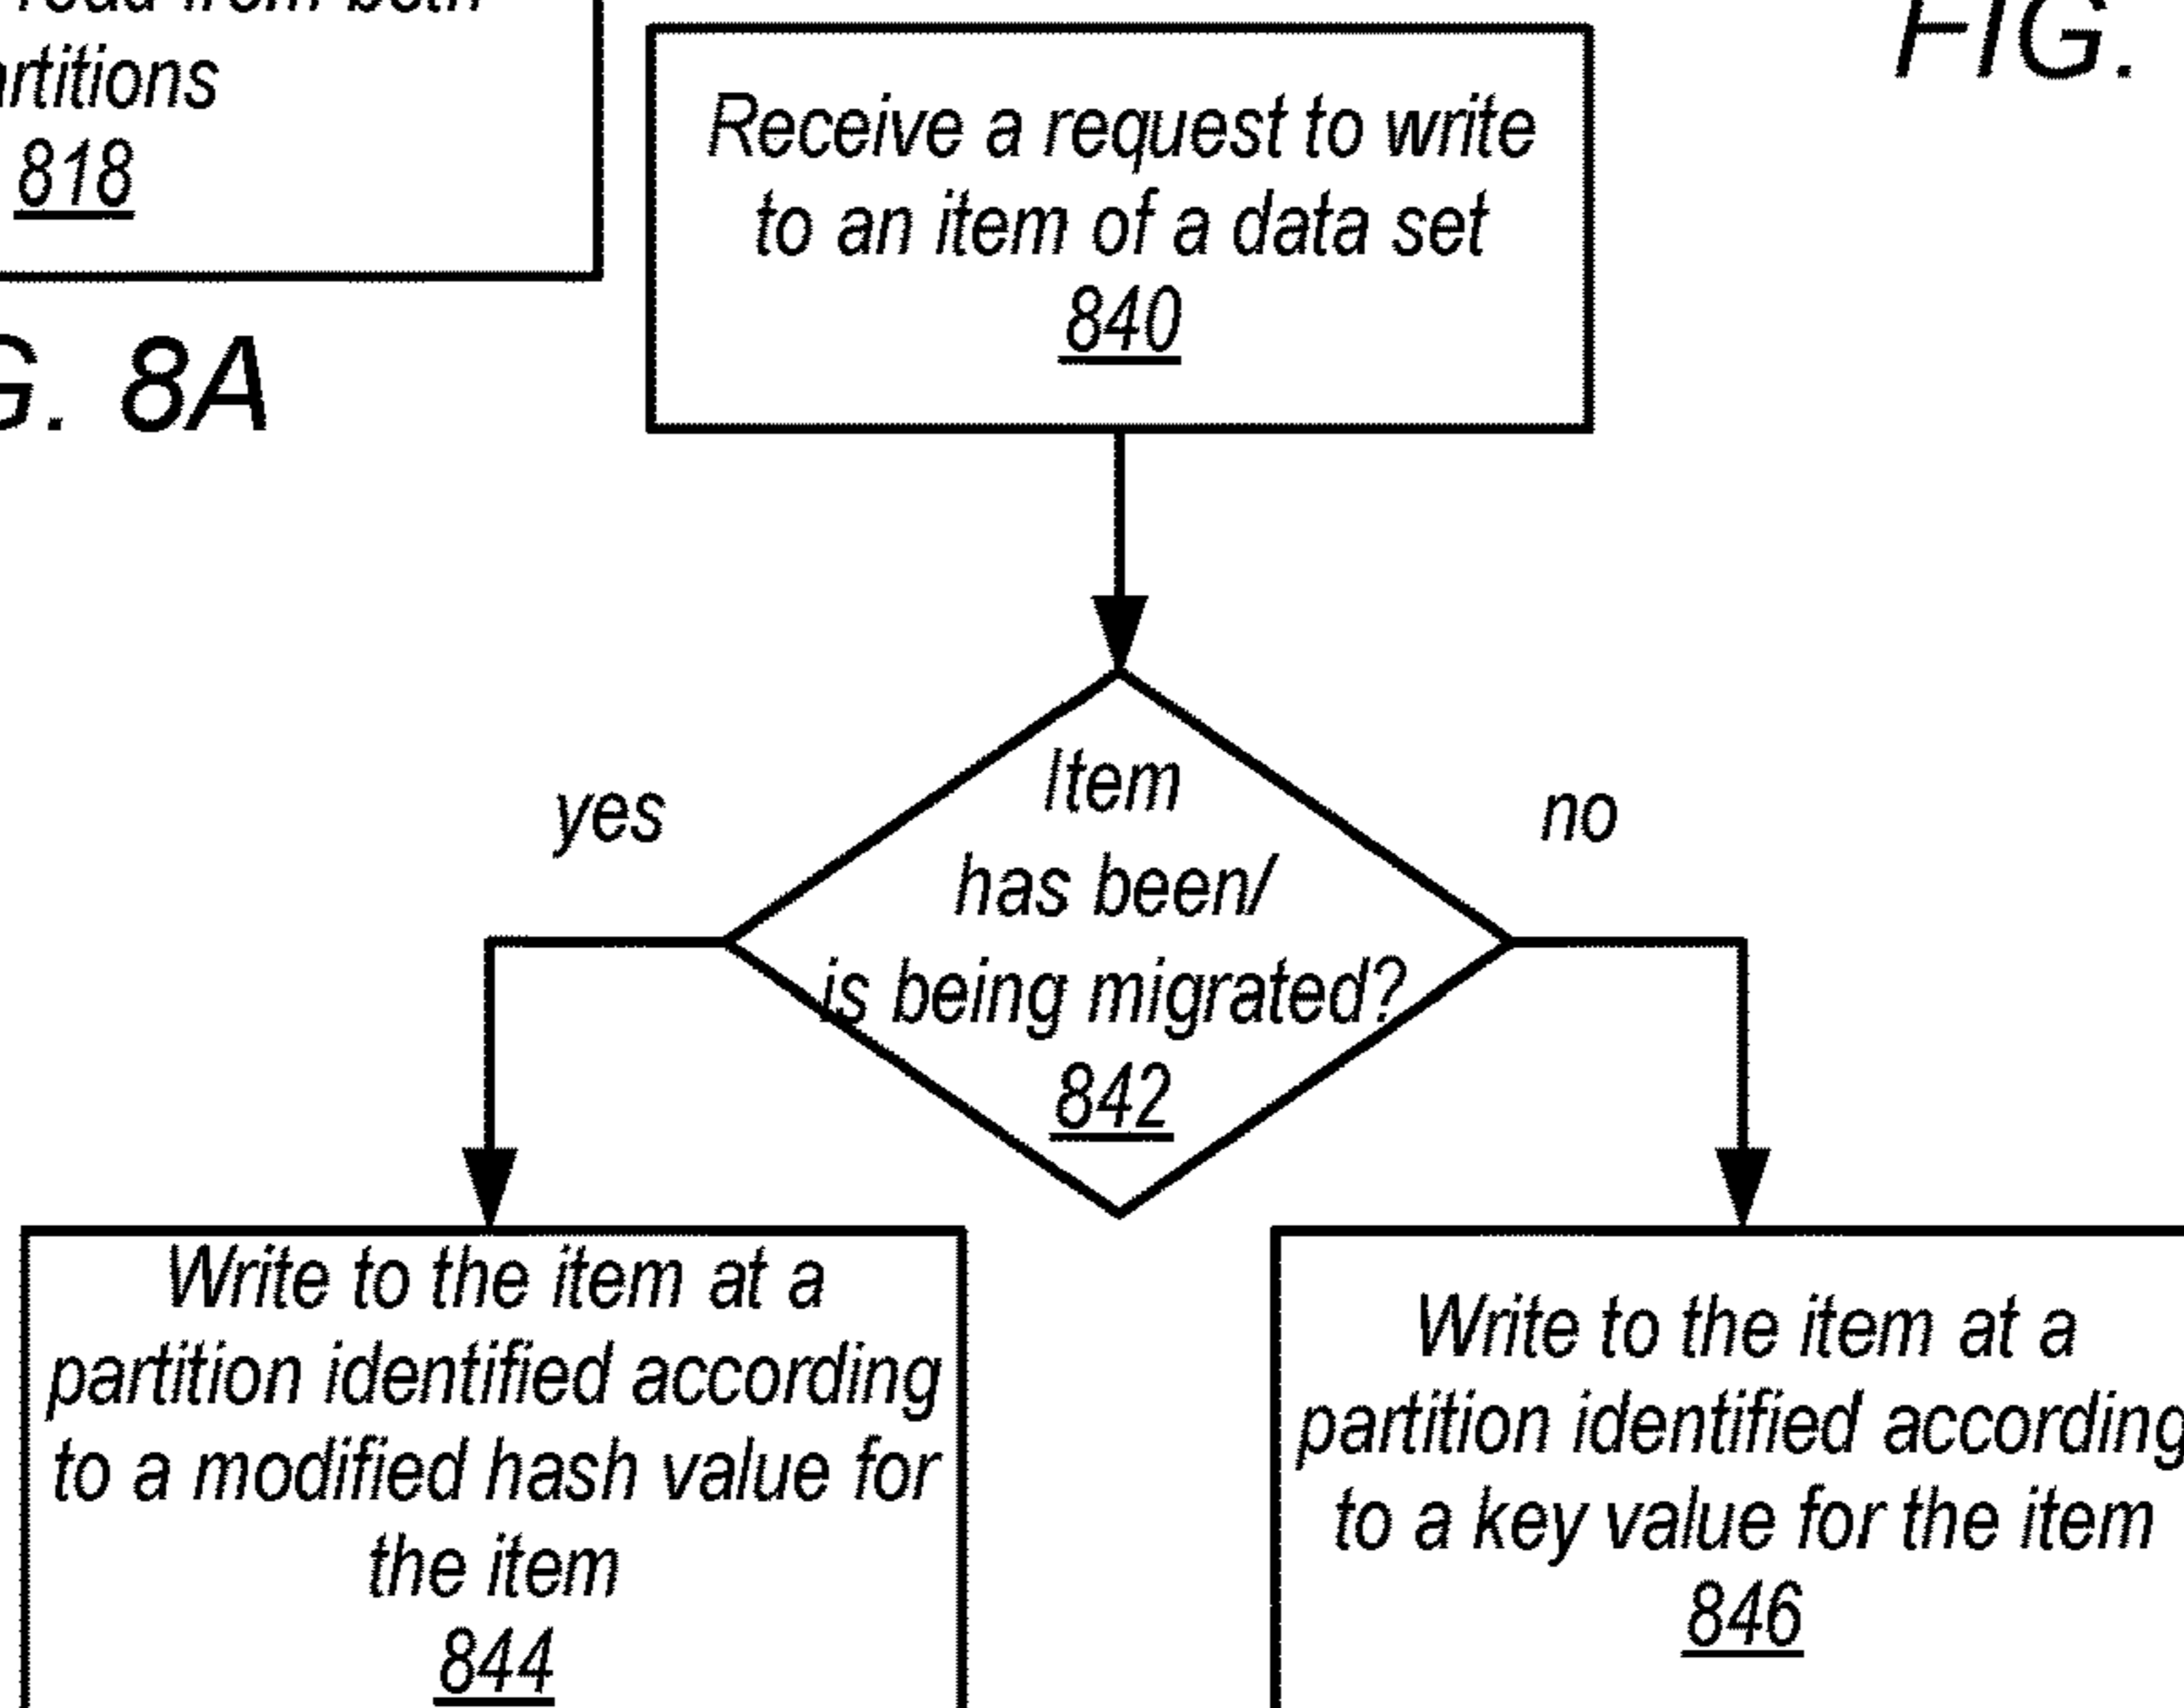 from both
partitions
818
FIG. 8A
FIG.
Receive a request to write
to an item of a data set
840
Item
has been/
is being migrated?
842
yes
no
Write to the item at a
partition identified according
to a modified hash value for
the item
844
Write to the item at a
partition identified according
to a key value for the item
846